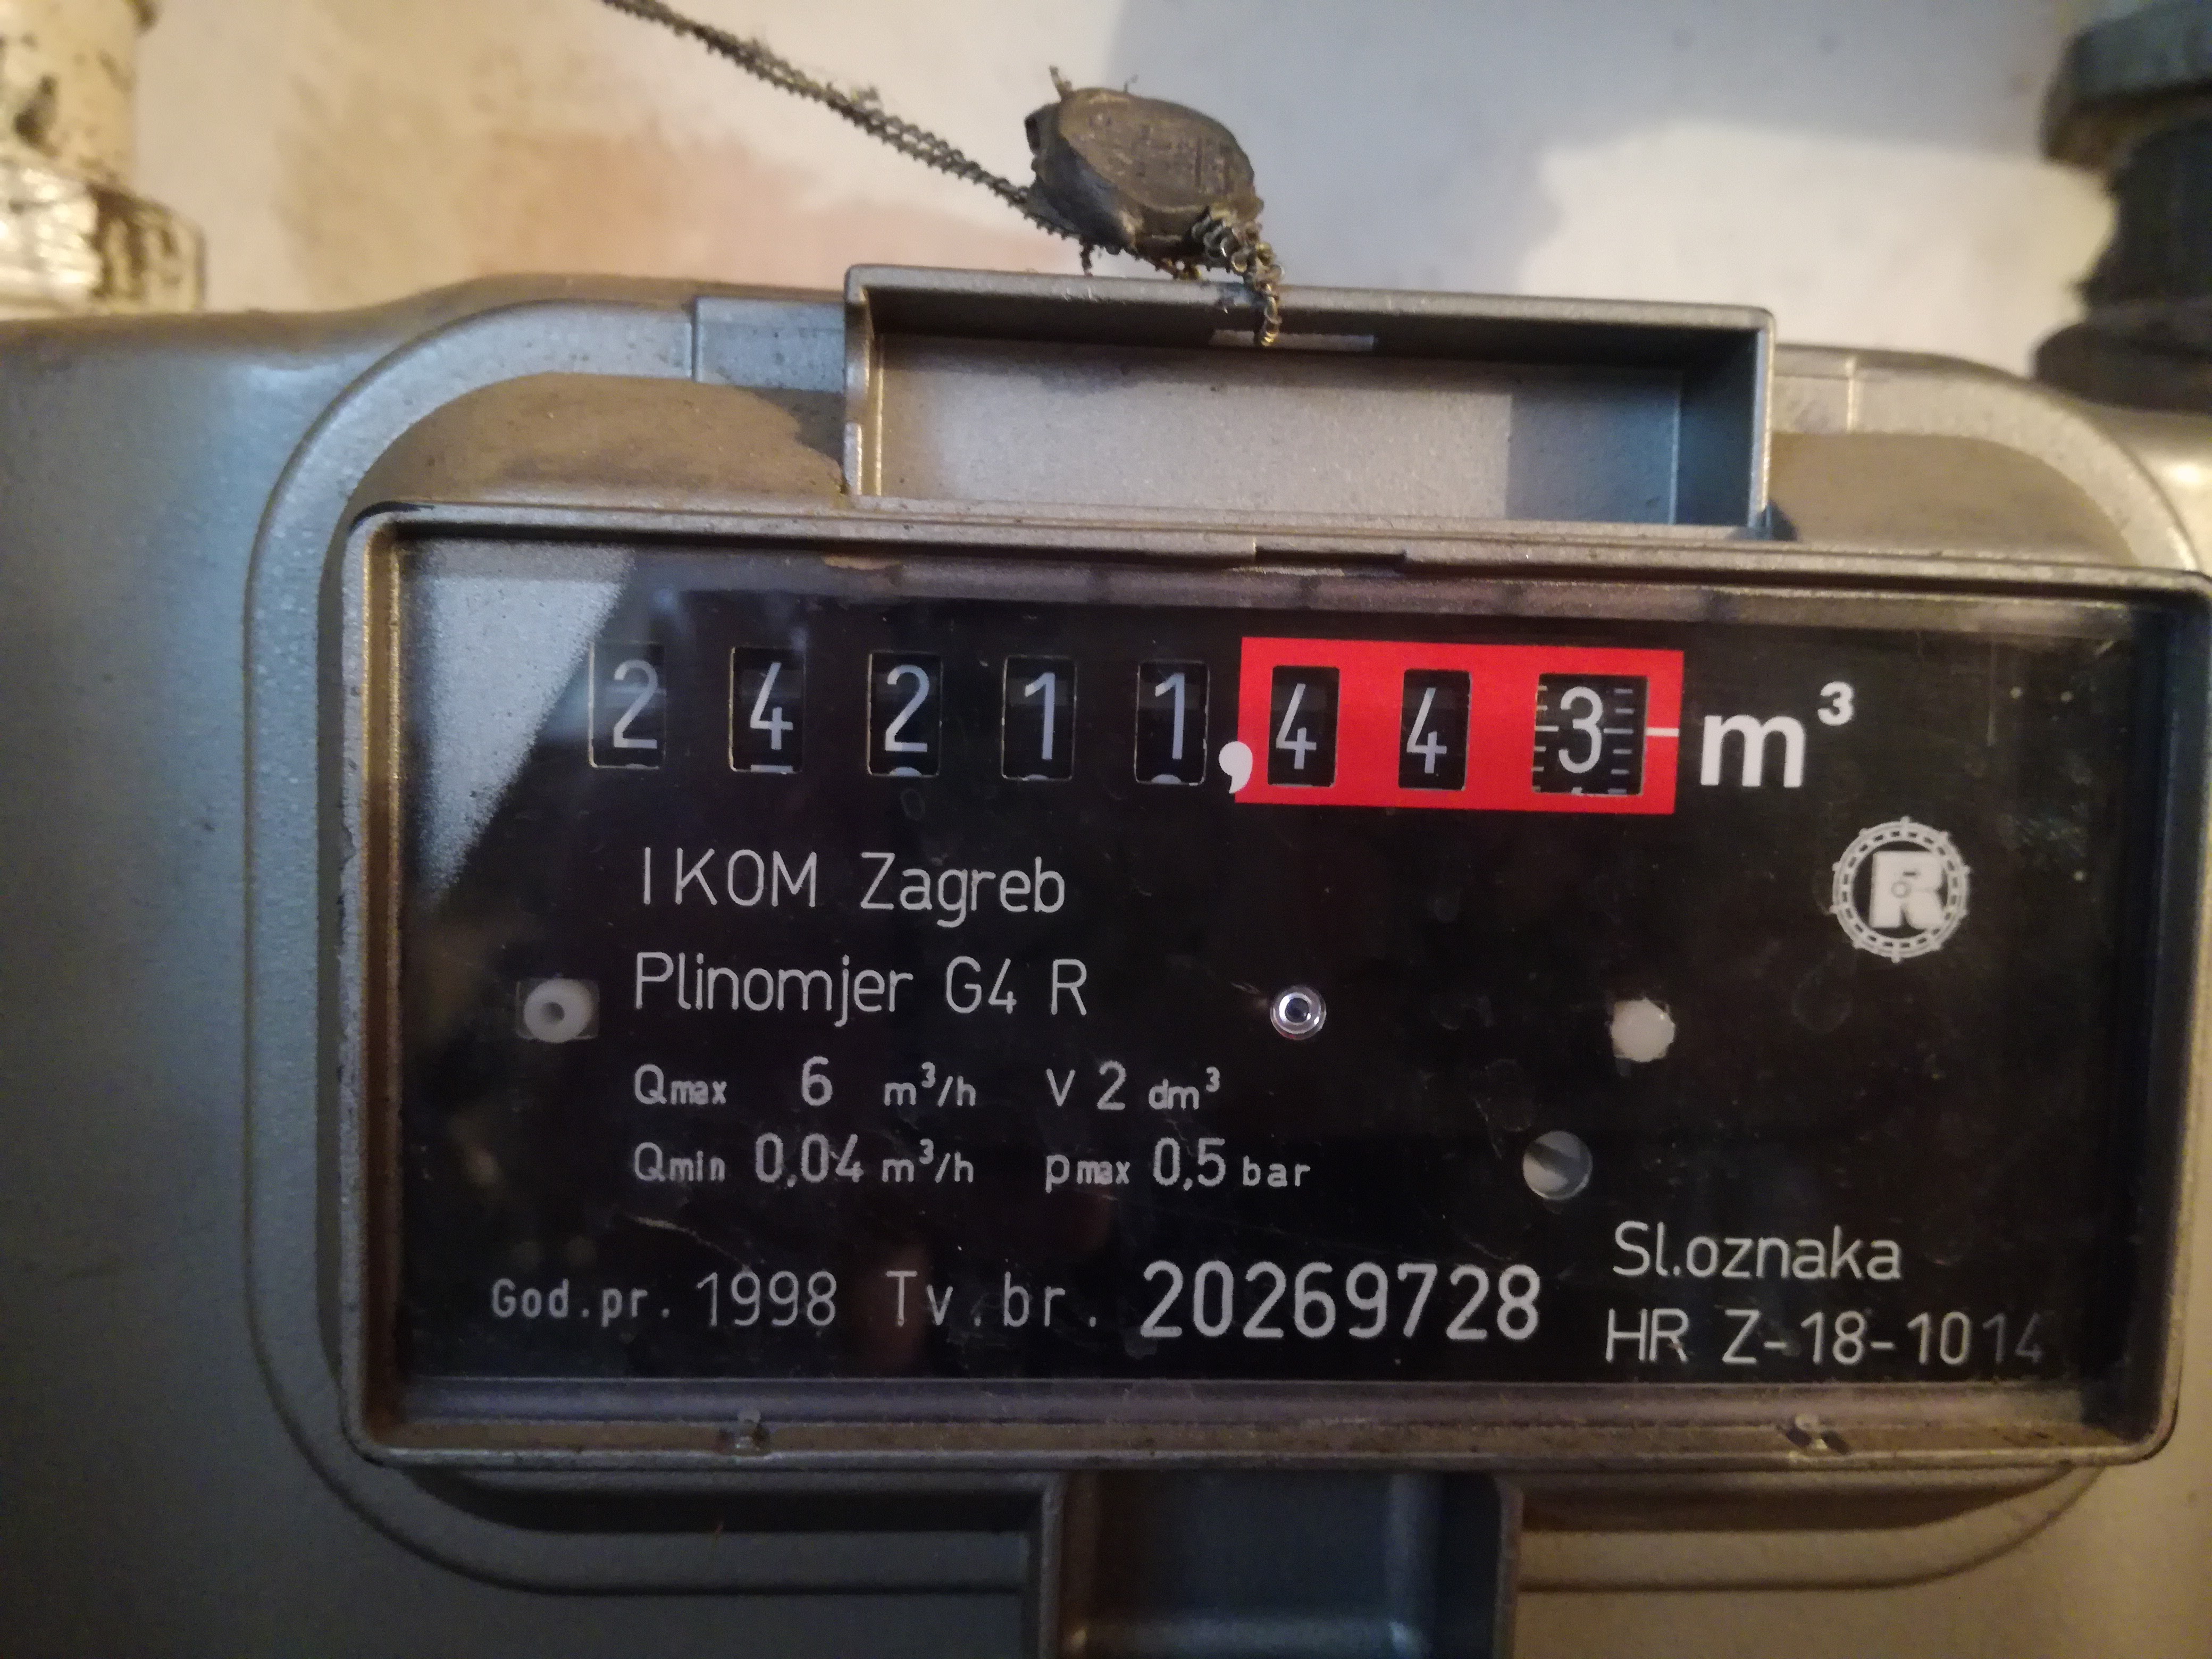 24211,443 m³
IKOM Zagreb
R
Plinomjer G4 R
Qmax 6 m³/h V 2 dm³
Qmin 0,04 m³/h pmax 0,5 bar
God.pr. 1998 Tv.br. 20269728
Sl.oznaka
HR Z-18-1014